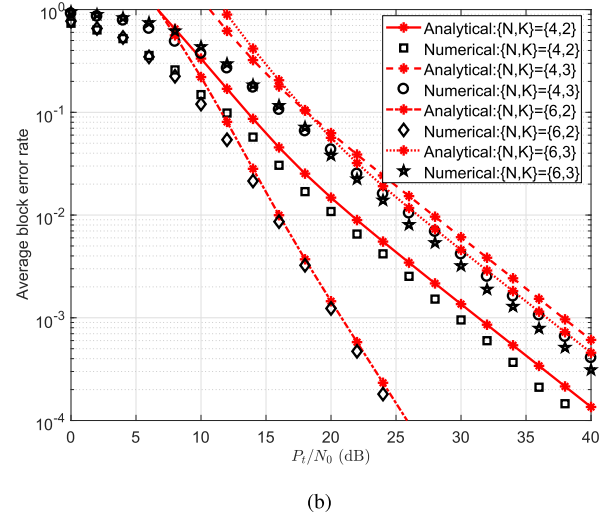 Average block error rate
10^0
10^-1
10^-2
10^-3
10^-4
Analytical:{N,K}={4,2}
Numerical:{N,K}={4,2}
Analytical:{N,K}={4,3}
Numerical:{N,K}={4,3}
Analytical:{N,K}={6,2}
Numerical:{N,K}={6,2}
Analytical:{N,K}={6,3}
Numerical:{N,K}={6,3}
0 5 10 15 20 25 30 35 40
P_t/N_0 (dB)
(b)